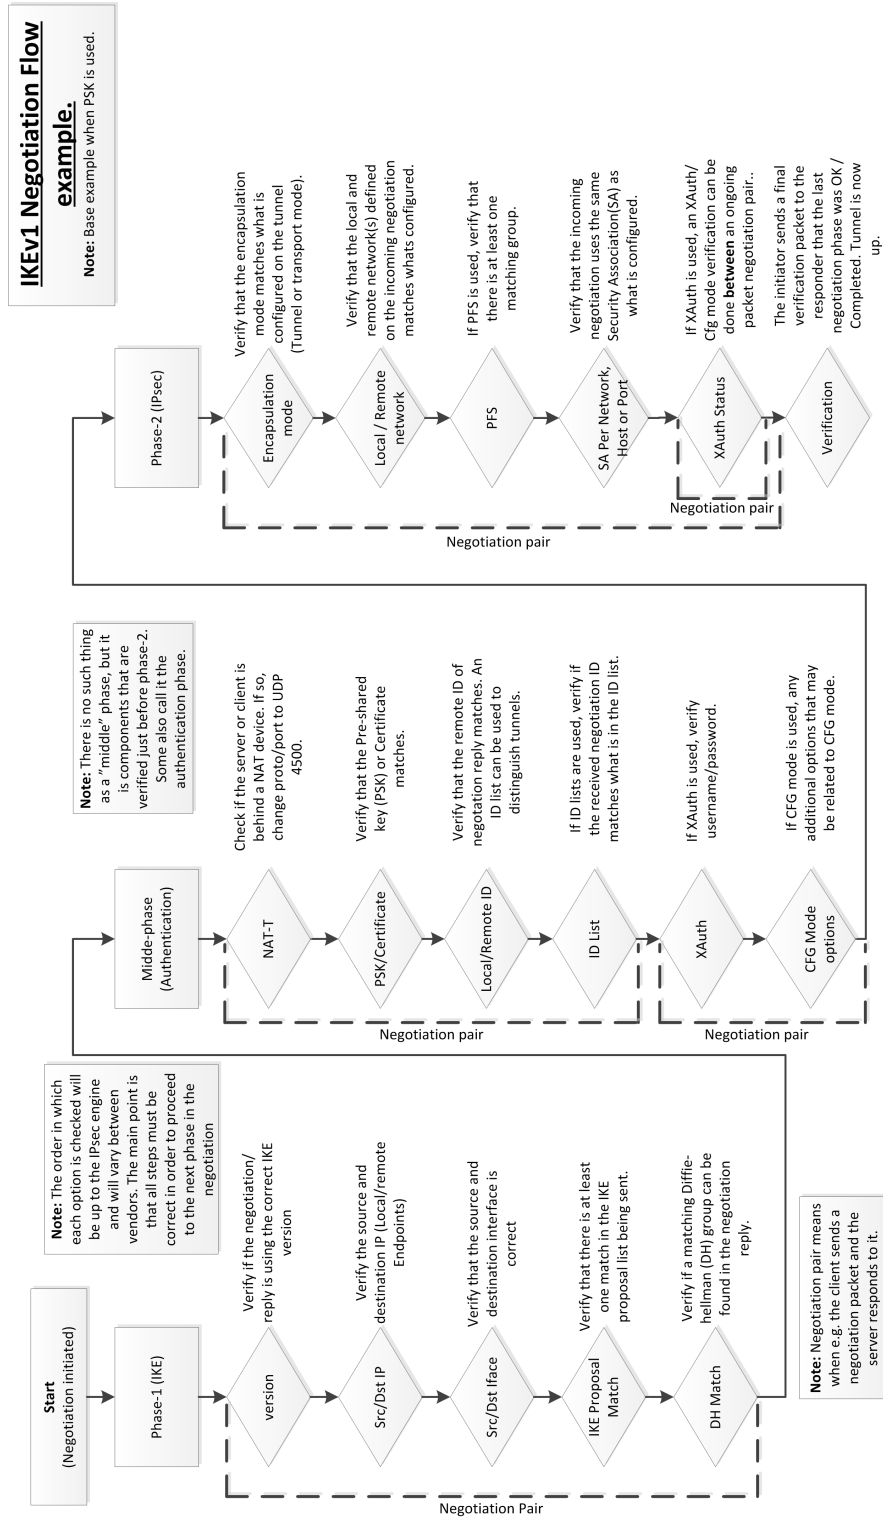 IKEv1 Negotiation Flow
example.
Note: Base example when PSK is used.
Start
(Negotiation initiated)
Phase-1 (IKE)
Note: The order in which
each option is checked will
be up to the IPsec engine
and will vary between
vendors. The main point is
that all steps must be
correct in order to proceed
to the next phase in the
negotiation
version
Verify if the negotiation/
reply is using the correct IKE
version
Src/Dst IP
Verify the source and
destination IP (Local/remote
Endpoints)
Src/Dst Iface
Verify that the source and
destination interface is
correct
IKE Proposal
Match
Verify that there is at least
one match in the IKE
proposal list being sent.
DH Match
Verify if a matching Diffie-
hellman (DH) group can be
found in the negotiation
reply.
Negotiation Pair
Note: Negotiation pair means
when e.g. the client sends a
negotiation packet and the
server responds to it.
Midde-phase
(Authentication)
Note: There is no such thing
as a ”middle” phase, but it
is components that are
verified just before phase-2.
Some also call it the
authentication phase.
NAT-T
Check if the server or client is
behind a NAT device. If so,
change proto/port to UDP
4500.
PSK/Certificate
Verify that the Pre-shared
key (PSK) or Certificate
matches.
Local/Remote ID
Verify that the remote ID of
negotation reply matches. An
ID list can be used to
distinguish tunnels.
ID List
If ID lists are used, verify if
the received negotiation ID
matches what is in the ID list.
Negotiation pair
XAuth
If XAuth is used, verify
username/password.
CFG Mode
options
If CFG mode is used, any
additional options that may
be related to CFG mode.
Negotiation pair
Phase-2 (IPsec)
Encapsulation
mode
Verify that the encapsulation
mode matches what is
configured on the tunnel
(Tunnel or transport mode).
Local / Remote
network
Verify that the local and
remote network(s) defined
on the incoming negotiation
matches whats configured.
PFS
If PFS is used, verify that
there is at least one
matching group.
SA Per Network,
Host or Port
Verify that the incoming
negotiation uses the same
Security Association(SA) as
what is configured.
XAuth Status
If XAuth is used, an XAuth/
Cfg mode verification can be
done between an ongoing
packet negotiation pair..
Negotiation pair
Negotiation pair
Verification
The initiator sends a final
verification packet to the
responder that the last
negotiation phase was OK /
Completed. Tunnel is now
up.